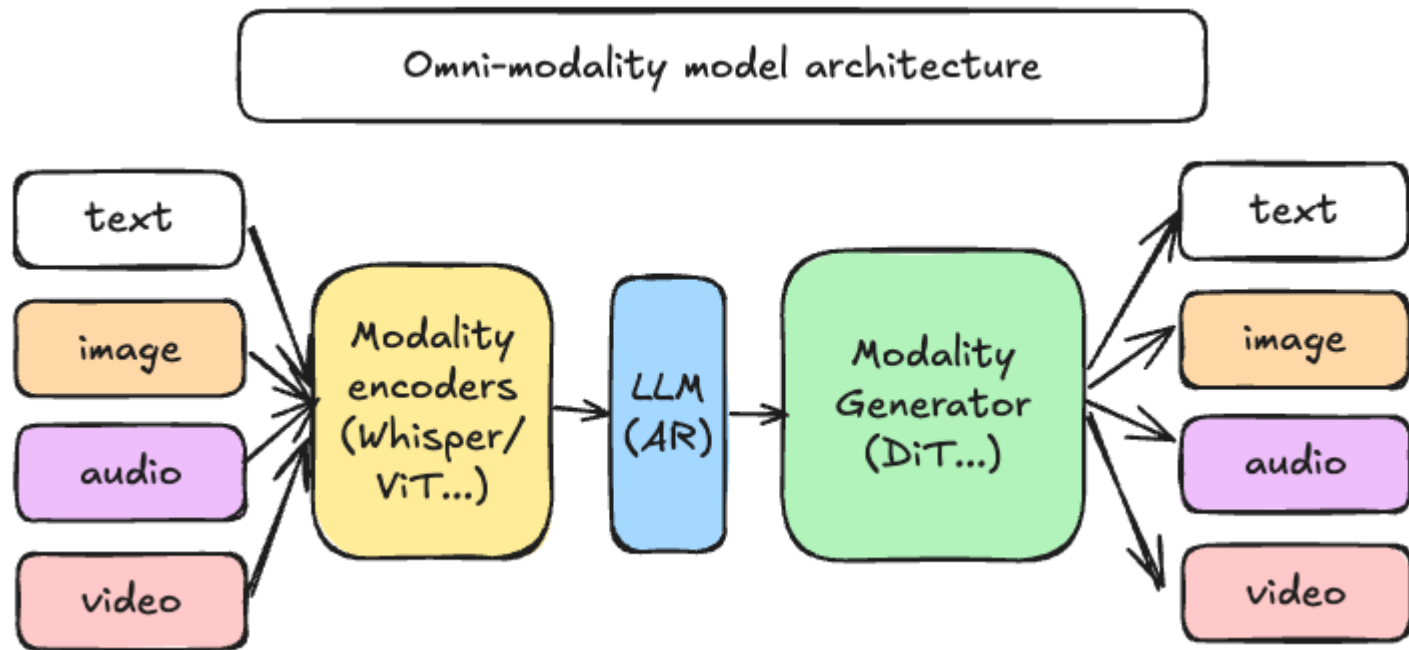 Omni-modality model architecture
text
image
audio
video
Modality
encoders
(Whisper/
ViT...)
LLM
(AR)
Modality
Generator
(DiT...)
text
image
audio
video